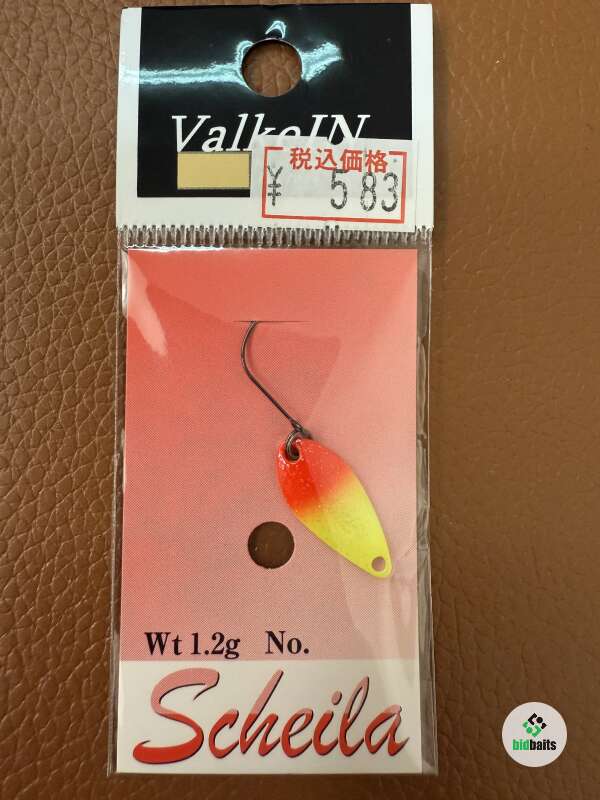 ValkeIN
税込価格
¥ 583
Wt 1.2g No.
Scheila
bidbaits